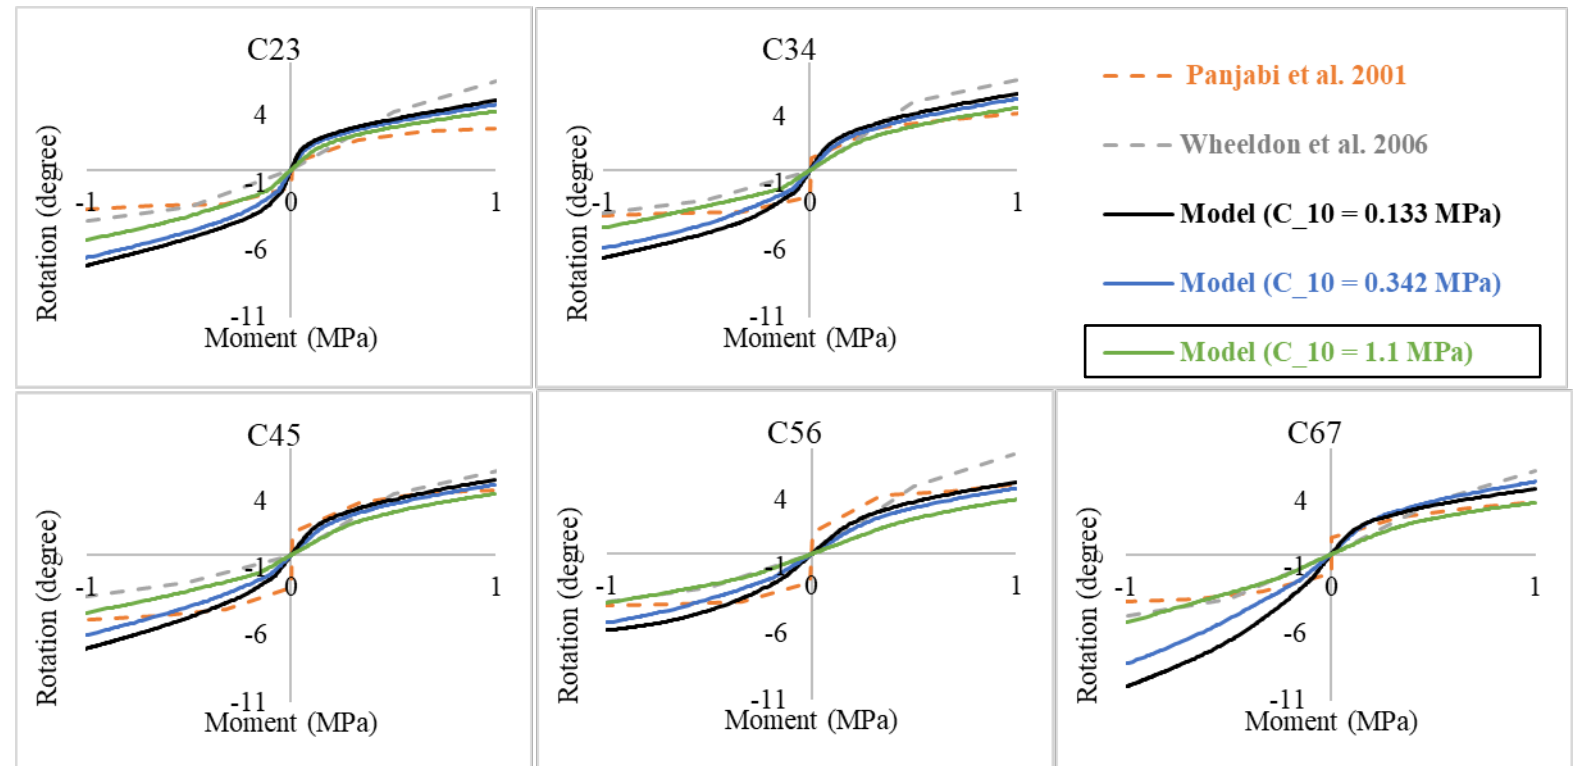 C23
4
-1
-1
0
1
-6
-11
Rotation (degree)
Moment (MPa)
C34
4
-1
-1
0
1
-6
-11
Rotation (degree)
Moment (MPa)
Panjabi et al. 2001
Wheeldon et al. 2006
Model (C_10 = 0.133 MPa)
Model (C_10 = 0.342 MPa)
Model (C_10 = 1.1 MPa)
C45
4
-1
-1
0
1
-6
-11
Rotation (degree)
Moment (MPa)
C56
4
-1
-1
0
1
-6
-11
Rotation (degree)
Moment (MPa)
C67
4
-1
-1
0
1
-6
-11
Rotation (degree)
Moment (MPa)